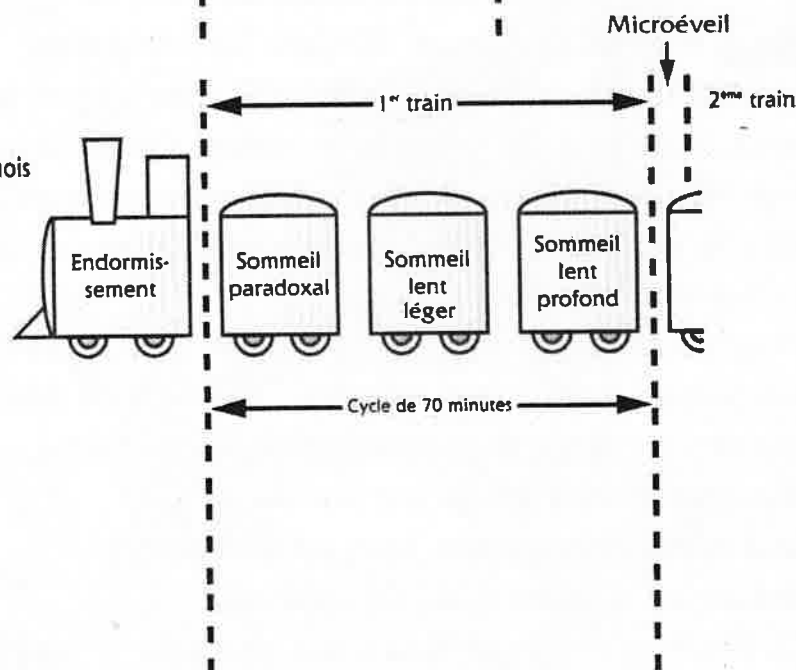 Microéveil
1er train
2ème train
Endormis-
sement
Sommeil
paradoxal
Sommeil
lent
léger
Sommeil
lent
profond
Cycle de 70 minutes